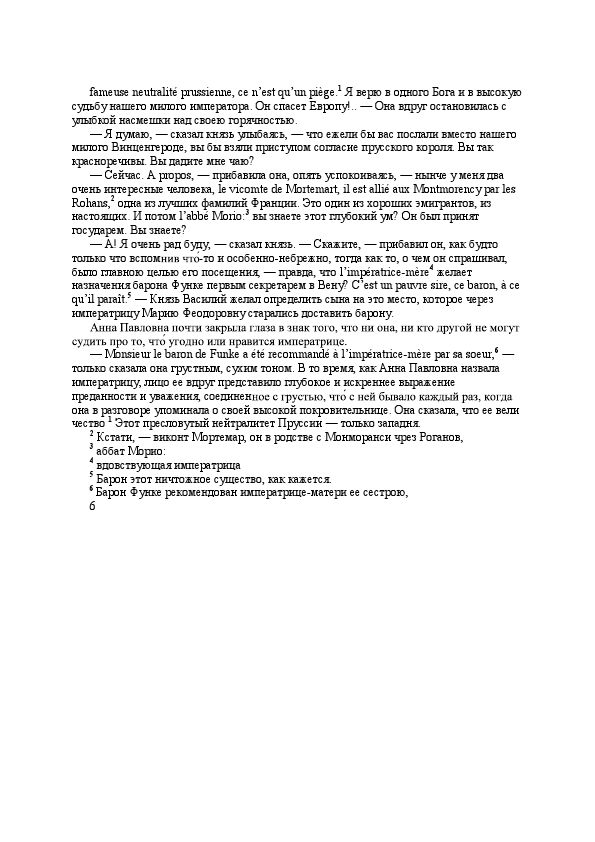 fameuse neutralité prussienne, ce n’est qu’un piège.1 Я верю в одного Бога и в высокую
судьбу нашего милого императора. Он спасет Европу!.. — Она вдруг остановилась с
улыбкой насмешки над своею горячностью.
— Я думаю, — сказал князь улыбаясь, — что ежели бы вас послали вместо нашего
милого Винценгероде, вы бы взяли приступом согласие прусского короля. Вы так
красноречивы. Вы дадите мне чаю?
— Сейчас. A propos, — прибавила она, опять успокоиваясь, — нынче у меня два
очень интересные человека, le vicomte de Mortemart, il est allié aux Montmorency par les
Rohans,2 одна из лучших фамилий Франции. Это один из хороших эмигрантов, из
настоящих. И потом l’abbé Morio:3 вы знаете этот глубокий ум? Он был принят
государем. Вы знаете?
— А! Я очень рад буду, — сказал князь. — Скажите, — прибавил он, как будто
только что вспомнив что-то и особенно-небрежно, тогда как то, о чем он спрашивал,
было главною целью его посещения, — правда, что l’impératrice-mère4 желает
назначения барона Функе первым секретарем в Вену? C’est un pauvre sire, ce baron, à ce
qu’il paraît.5 — Князь Василий желал определить сына на это место, которое через
императрицу Марию Феодоровну старались доставить барону.
Анна Павловна почти закрыла глаза в знак того, что ни она, ни кто другой не могут
судить про то, что́ угодно или нравится императрице.
— Monsieur le baron de Funke a été recommandé à l’impératrice-mère par sa soeur,6 —
только сказала она грустным, сухим тоном. В то время, как Анна Павловна назвала
императрицу, лицо ее вдруг представило глубокое и искреннее выражение
преданности и уважения, соединенное с грустью, что́ с ней бывало каждый раз, когда
она в разговоре упоминала о своей высокой покровительнице. Она сказала, что ее вели
чество 1 Этот пресловутый нейтралитет Пруссии — только западня.
2 Кстати, — виконт Мортемар, он в родстве с Монморанси чрез Роганов,
3 аббат Морио:
4 вдовствующая императрица
5 Барон этот ничтожное существо, как кажется.
6 Барон Функе рекомендован императрице-матери ее сестрою,
6